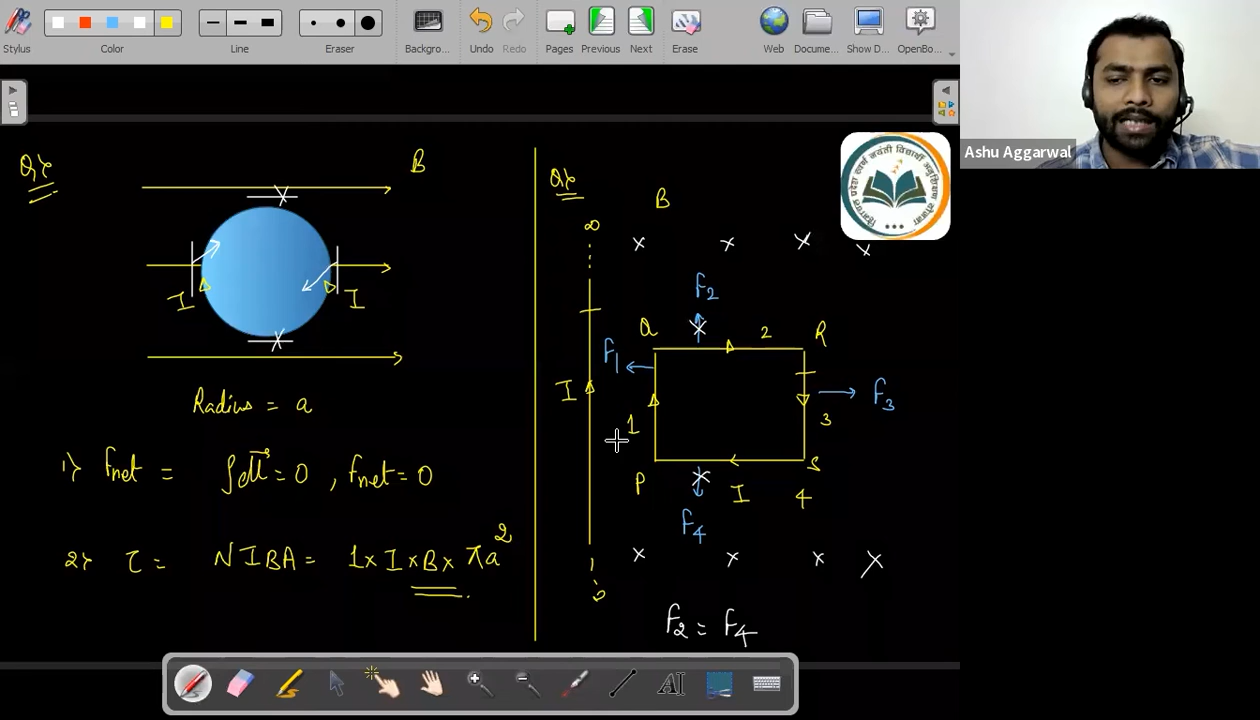 Stylus
Color
Line
Eraser
Backgro...
Undo
Redo
Pages
Previous
Next
Erase
Web
Docume...
Show D...
OpenBo...
Ashu Aggarwal
Q1%
B
I
I
Radius = a
1> Fnet = ∫dl = 0 , Fnet = 0
2> τ = NIBA = 1 x I x B x πa²
B
∞
x x x x
F2
Q 2 R
F1
I
F3
1
3
P I S
4
F4
x x x x
F2 = F4
AI